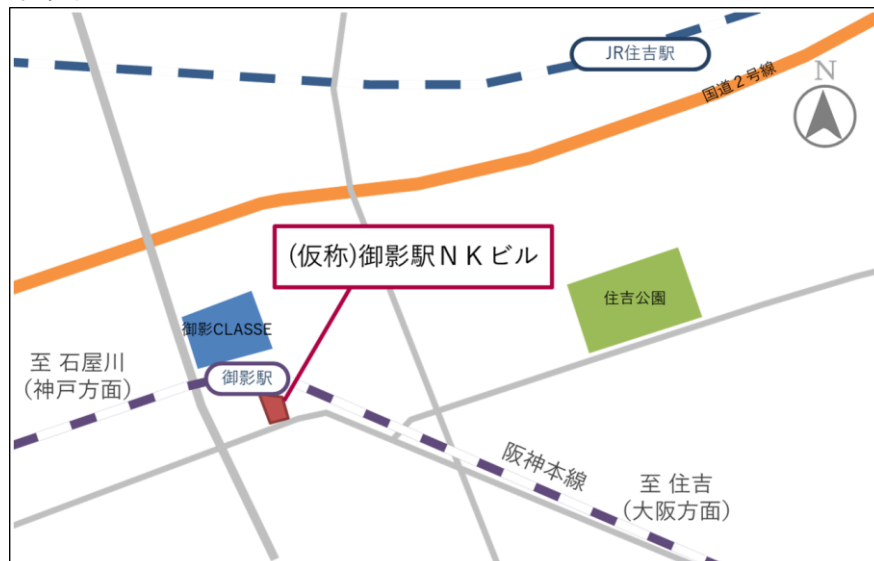 JR住吉駅
国道２号線
N
(仮称)御影駅ＮＫビル
住吉公園
御影CLASSE
至 石屋川
(神戸方面)
御影駅
阪神本線
至 住吉
(大阪方面)